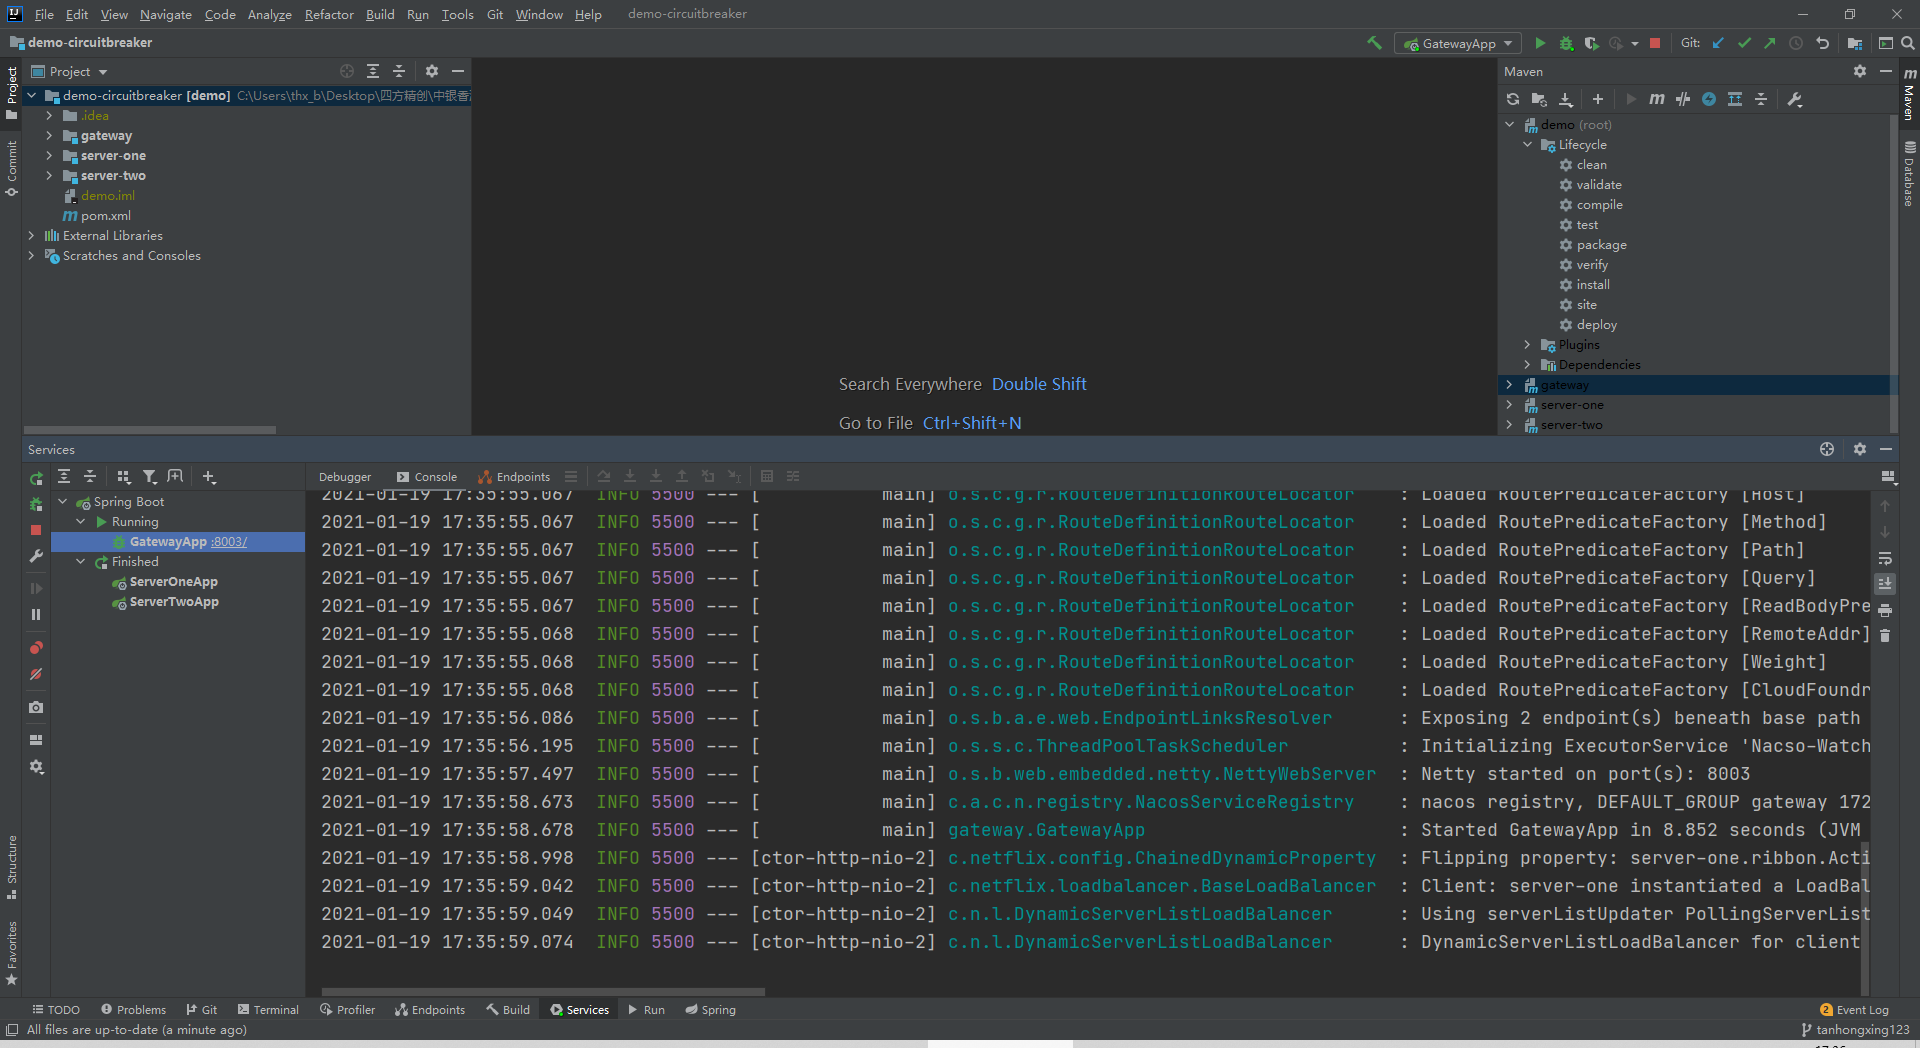 File Edit View Navigate Code Analyze Refactor Build Run Tools Git Window Help demo-circuitbreaker
demo-circuitbreaker
GatewayApp
Git:
Project
demo-circuitbreaker [demo] C:\Users\thx_b\Desktop\四方精创\中银香
.idea
gateway
server-one
server-two
demo.iml
pom.xml
External Libraries
Scratches and Consoles
Project
Commit
Structure
Favorites
Search Everywhere Double Shift
Go to File Ctrl+Shift+N
Maven
demo (root)
Lifecycle
clean
validate
compile
test
package
verify
install
site
deploy
Plugins
Dependencies
gateway
server-one
server-two
Maven
Database
Services
Spring Boot
Running
GatewayApp :8003/
Finished
ServerOneApp
ServerTwoApp
Debugger Console Endpoints
2021-01-19 17:35:55.067 INFO 5500 --- [ main] o.s.c.g.r.RouteDefinitionRouteLocator : Loaded RoutePredicateFactory [Host]
2021-01-19 17:35:55.067 INFO 5500 --- [ main] o.s.c.g.r.RouteDefinitionRouteLocator : Loaded RoutePredicateFactory [Method]
2021-01-19 17:35:55.067 INFO 5500 --- [ main] o.s.c.g.r.RouteDefinitionRouteLocator : Loaded RoutePredicateFactory [Path]
2021-01-19 17:35:55.067 INFO 5500 --- [ main] o.s.c.g.r.RouteDefinitionRouteLocator : Loaded RoutePredicateFactory [Query]
2021-01-19 17:35:55.067 INFO 5500 --- [ main] o.s.c.g.r.RouteDefinitionRouteLocator : Loaded RoutePredicateFactory [ReadBodyPre
2021-01-19 17:35:55.068 INFO 5500 --- [ main] o.s.c.g.r.RouteDefinitionRouteLocator : Loaded RoutePredicateFactory [RemoteAddr]
2021-01-19 17:35:55.068 INFO 5500 --- [ main] o.s.c.g.r.RouteDefinitionRouteLocator : Loaded RoutePredicateFactory [Weight]
2021-01-19 17:35:55.068 INFO 5500 --- [ main] o.s.c.g.r.RouteDefinitionRouteLocator : Loaded RoutePredicateFactory [CloudFoundr
2021-01-19 17:35:56.086 INFO 5500 --- [ main] o.s.b.a.e.web.EndpointLinksResolver : Exposing 2 endpoint(s) beneath base path
2021-01-19 17:35:56.195 INFO 5500 --- [ main] o.s.s.c.ThreadPoolTaskScheduler : Initializing ExecutorService 'Nacso-Watch
2021-01-19 17:35:57.497 INFO 5500 --- [ main] o.s.b.web.embedded.netty.NettyWebServer : Netty started on port(s): 8003
2021-01-19 17:35:58.673 INFO 5500 --- [ main] c.a.c.n.registry.NacosServiceRegistry : nacos registry, DEFAULT_GROUP gateway 172
2021-01-19 17:35:58.678 INFO 5500 --- [ main] gateway.GatewayApp : Started GatewayApp in 8.852 seconds (JVM
2021-01-19 17:35:58.998 INFO 5500 --- [ctor-http-nio-2] c.netflix.config.ChainedDynamicProperty : Flipping property: server-one.ribbon.Acti
2021-01-19 17:35:59.042 INFO 5500 --- [ctor-http-nio-2] c.netflix.loadbalancer.BaseLoadBalancer : Client: server-one instantiated a LoadBal
2021-01-19 17:35:59.049 INFO 5500 --- [ctor-http-nio-2] c.n.l.DynamicServerListLoadBalancer : Using serverListUpdater PollingServerList
2021-01-19 17:35:59.074 INFO 5500 --- [ctor-http-nio-2] c.n.l.DynamicServerListLoadBalancer : DynamicServerListLoadBalancer for client
TODO Problems Git Terminal Profiler Endpoints Build Services Run Spring 2 Event Log
All files are up-to-date (a minute ago) tanhongxing123